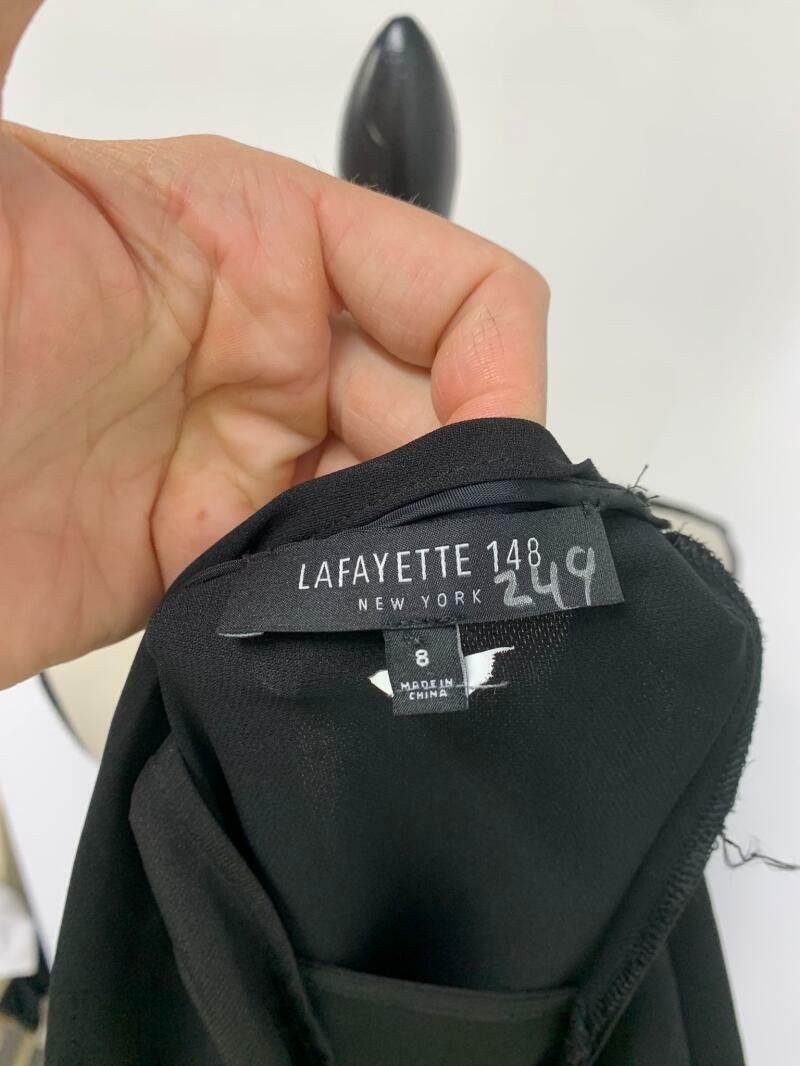 LAFAYETTE 148
NEW YORK
249
8
MADE IN
CHINA